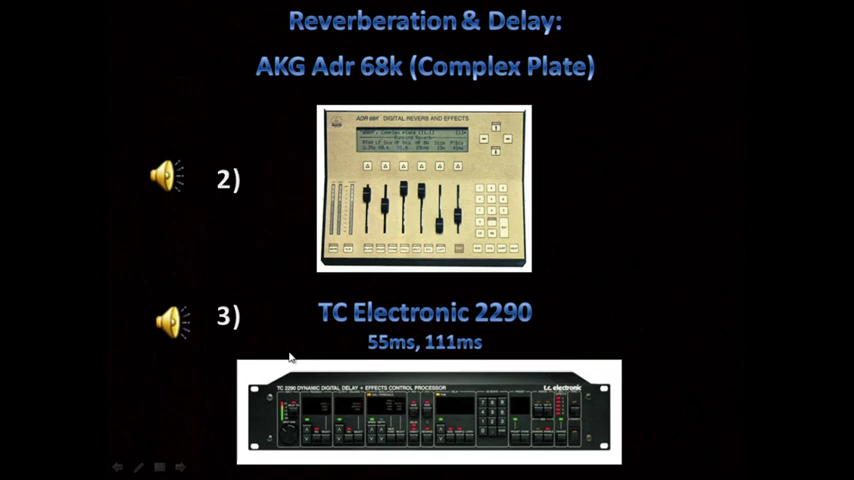 Reverberation & Delay:
AKG Adr 68k (Complex Plate)
ADR 68K DIGITAL REVERB AND EFFECTS
2)
3)
TC Electronic 2290
55ms, 111ms
TC 2290 DYNAMIC DIGITAL DELAY + EFFECTS CONTROL PROCESSOR
t.c. electronic